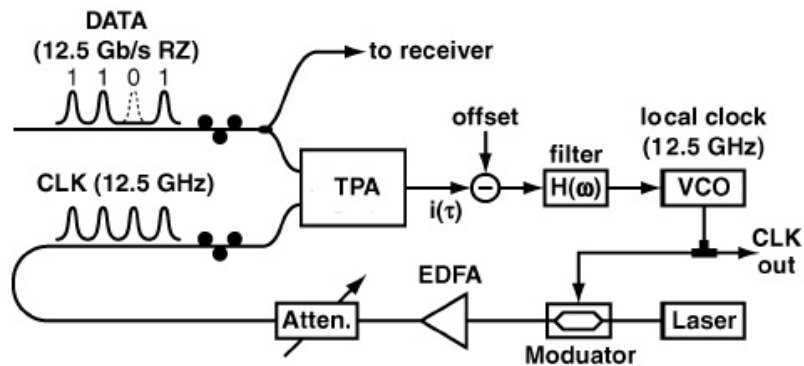 DATA
(12.5 Gb/s RZ)
1 1 0 1
to receiver
CLK (12.5 GHz)
TPA
i(τ)
offset
−
filter
H(ω)
local clock
(12.5 GHz)
VCO
CLK
out
EDFA
Atten.
Moduator
Laser